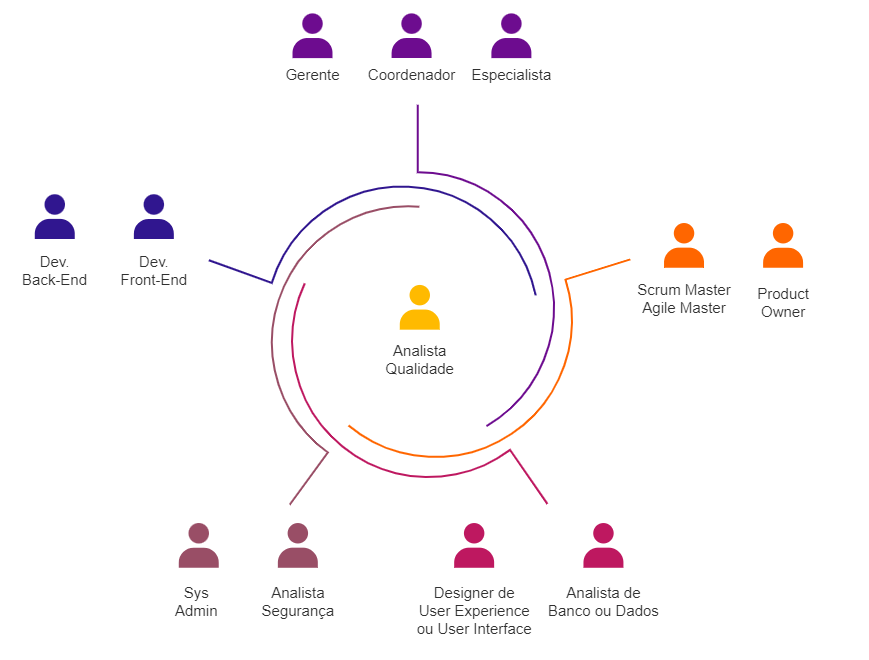 Gerente
Coordenador
Especialista
Dev.
Back-End
Dev.
Front-End
Scrum Master
Agile Master
Product
Owner
Analista
Qualidade
Sys
Admin
Analista
Segurança
Designer de
User Experience
ou User Interface
Analista de
Banco ou Dados